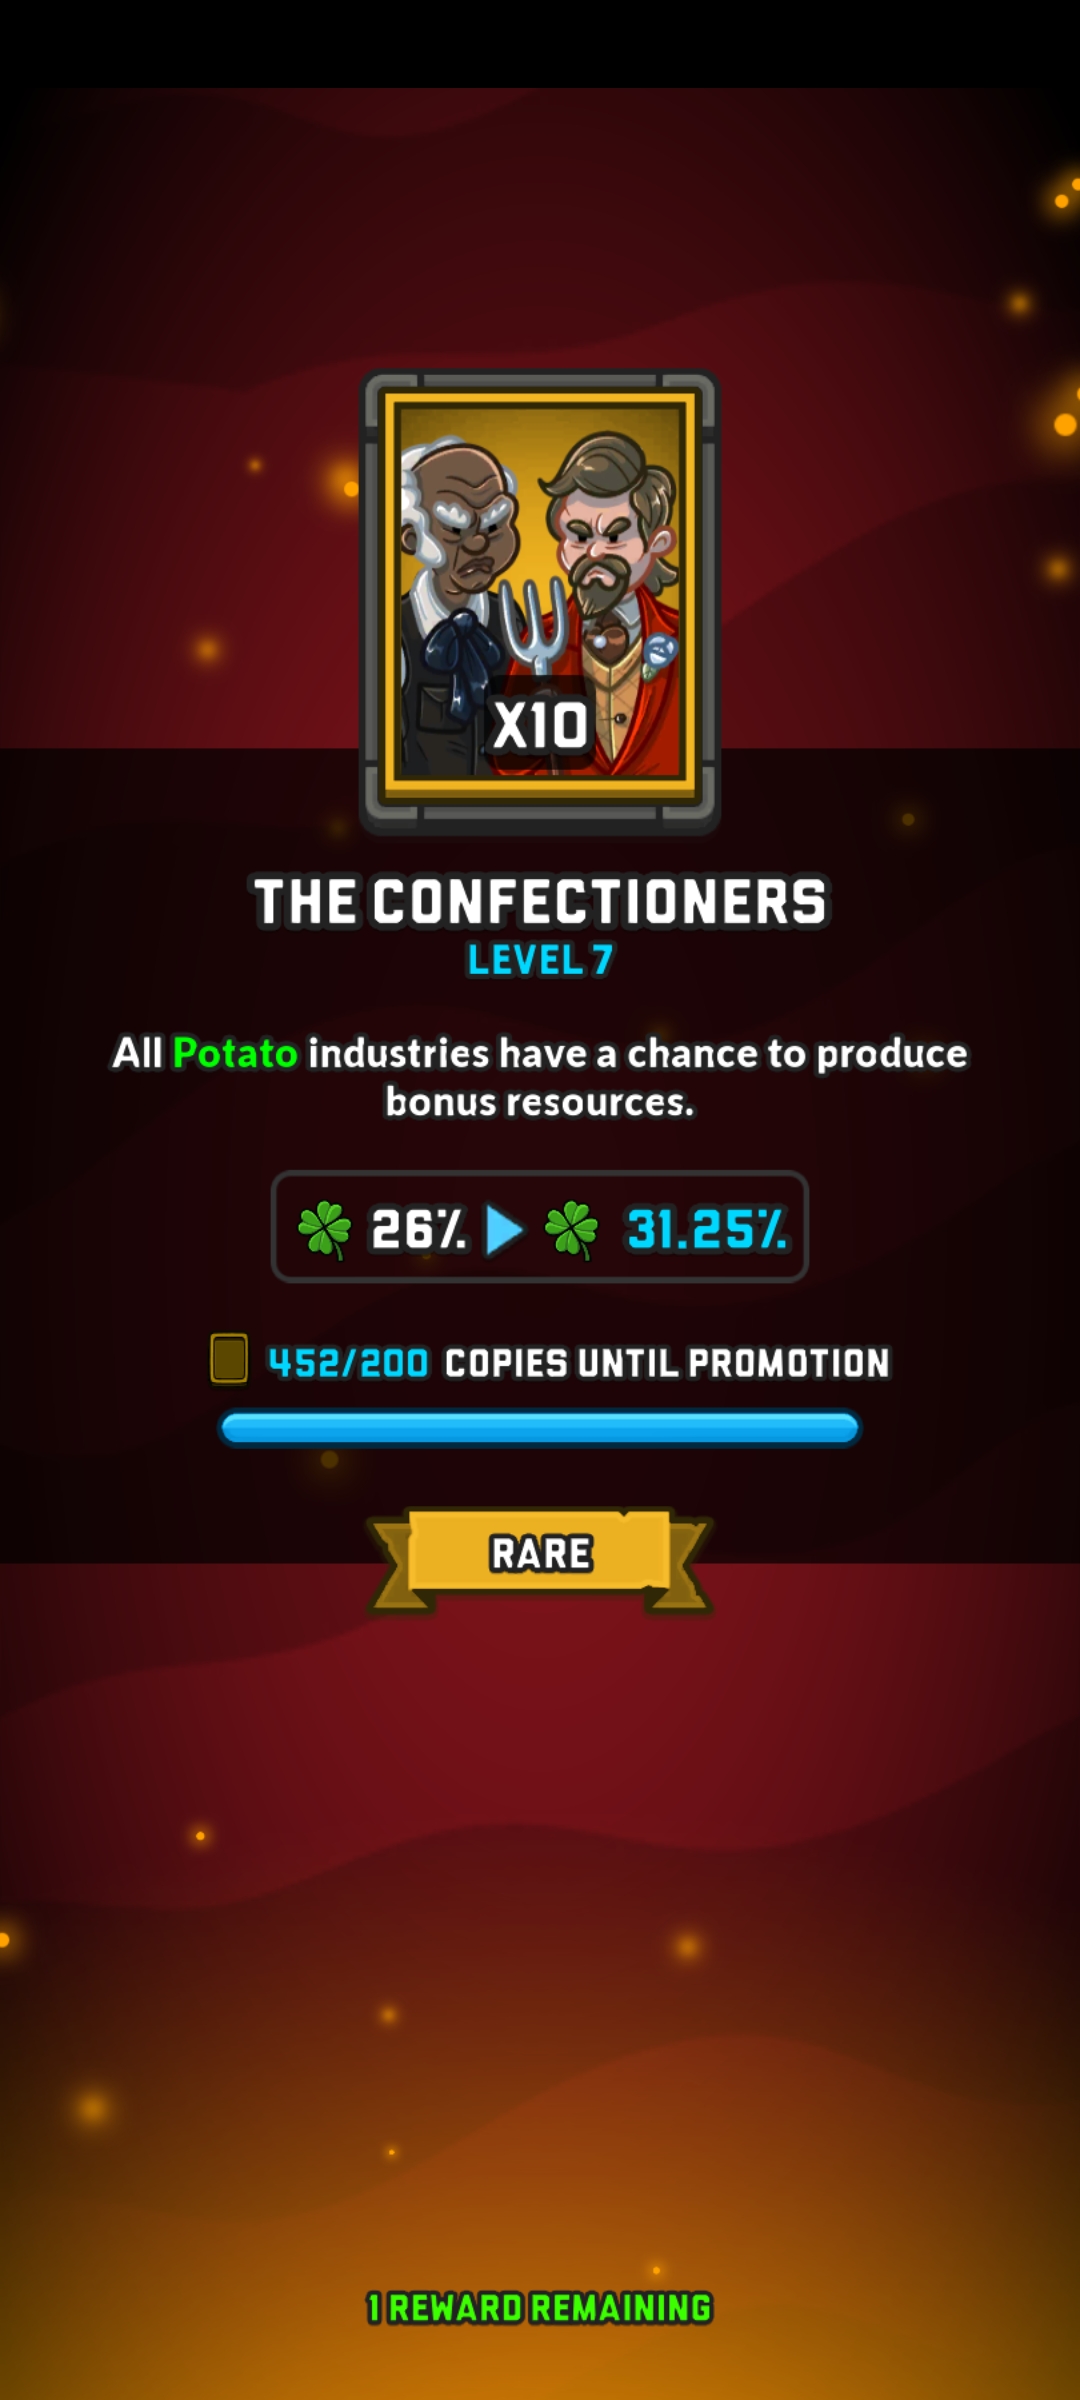 X10
THE CONFECTIONERS
LEVEL 7
All Potato industries have a chance to produce
bonus resources.
26% 31.25%
452/200 COPIES UNTIL PROMOTION
RARE
1 REWARD REMAINING